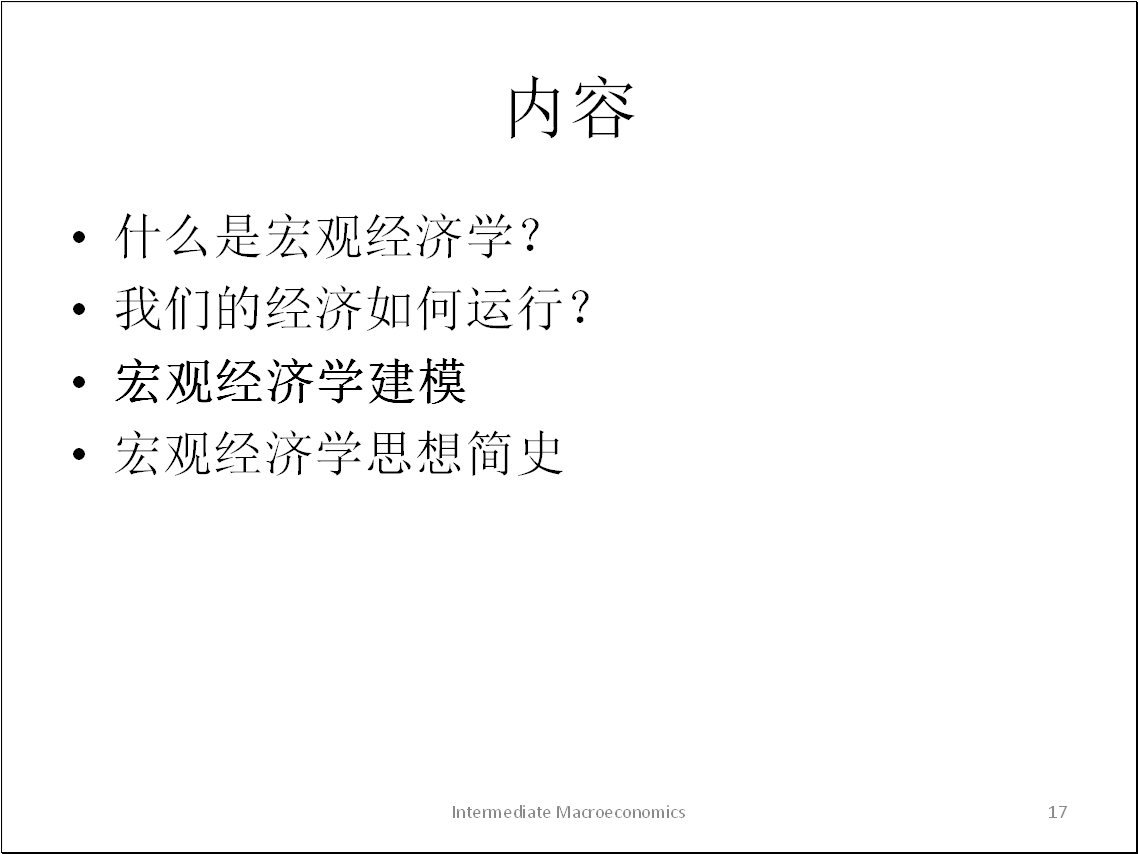 内容
• 什么是宏观经济学？
• 我们的经济如何运行？
• 宏观经济学建模
• 宏观经济学思想简史
Intermediate Macroeconomics
17